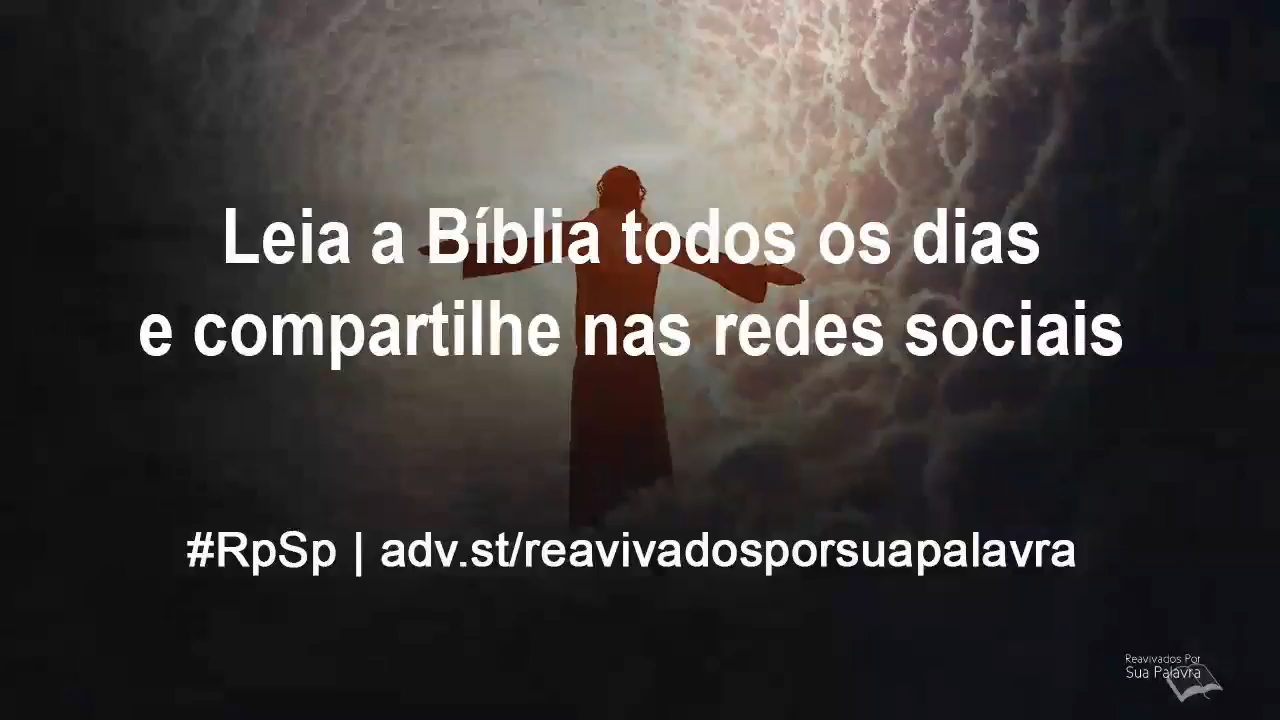 Leia a Bíblia todos os dias
e compartilhe nas redes sociais
#RpSp | adv.st/reavivadosporsuapalavra
Reavivados Por
Sua Palavra